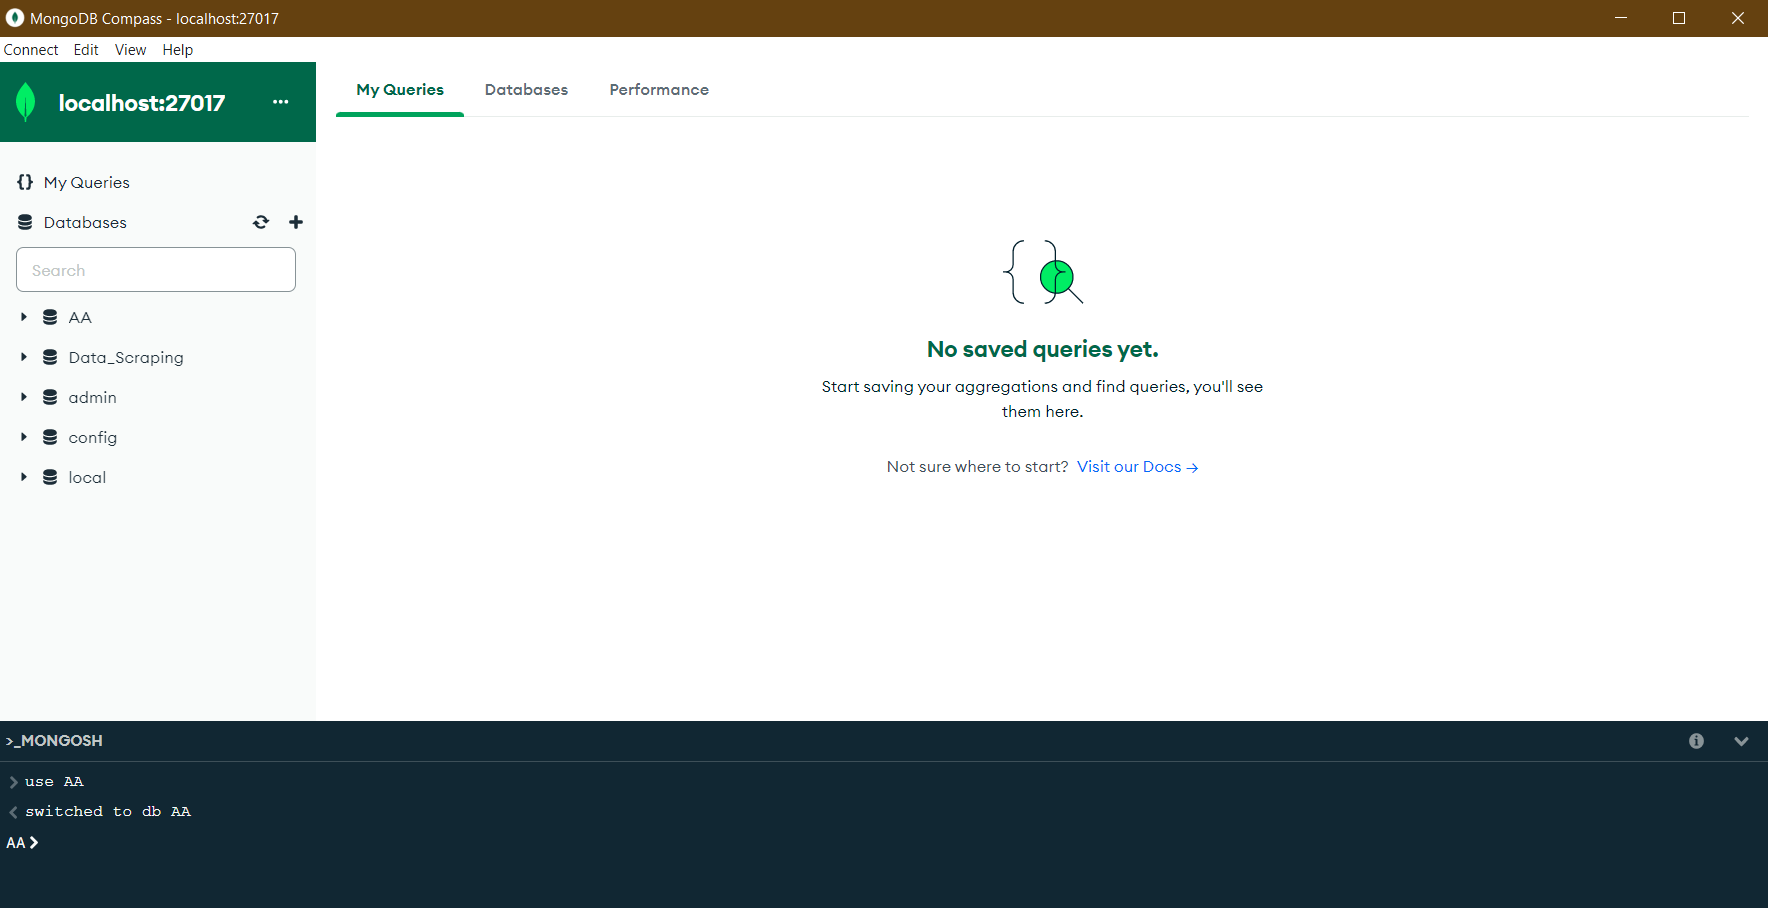 MongoDB Compass - localhost:27017
Connect Edit View Help
localhost:27017 ...
My Queries Databases Performance
{} My Queries
Databases
Search
AA
Data_Scraping
admin
config
local
No saved queries yet.
Start saving your aggregations and find queries, you'll see
them here.
Not sure where to start? Visit our Docs →
>_MONGOSH
> use AA
< switched to db AA
AA >